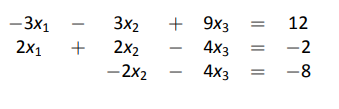 −3x₁ − 3x₂ + 9x₃ = 12
2x₁ + 2x₂ − 4x₃ = −2
−2x₂ − 4x₃ = −8